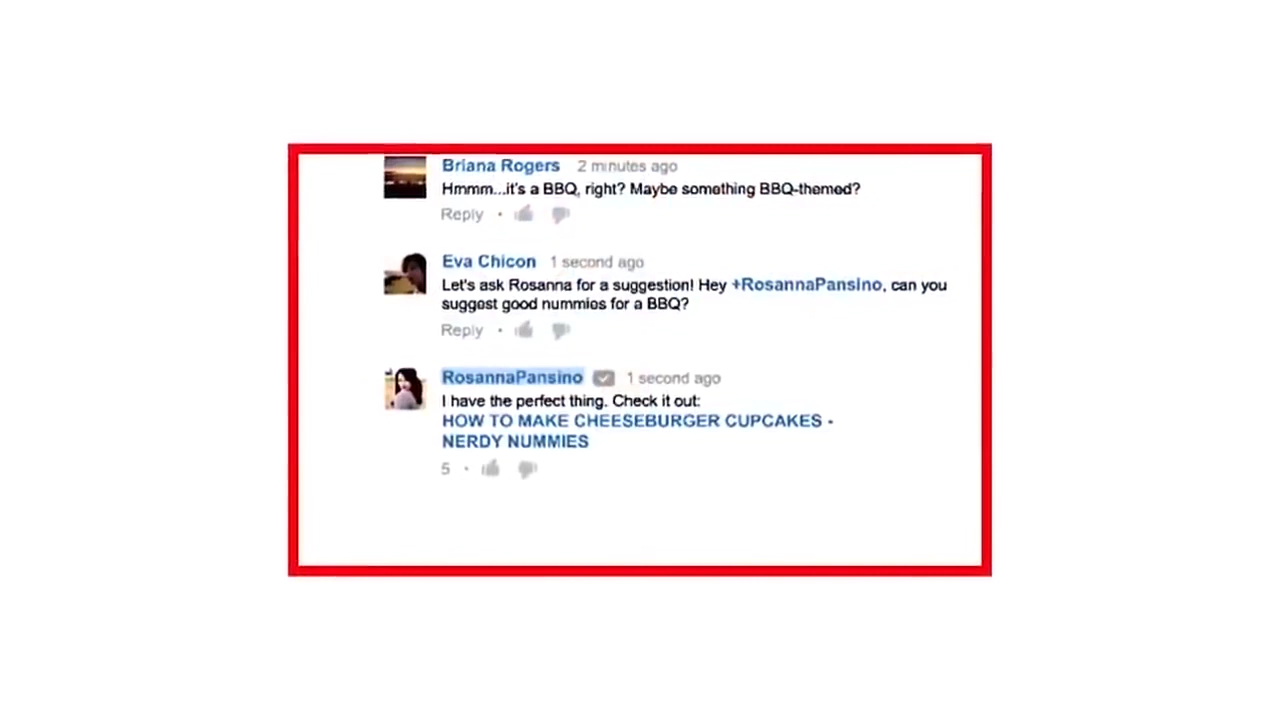 Briana Rogers 2 minutes ago
Hmmm...it's a BBQ, right? Maybe something BBQ-themed?
Reply •
Eva Chicon 1 second ago
Let's ask Rosanna for a suggestion! Hey +RosannaPansino, can you
suggest good nummies for a BBQ?
Reply •
RosannaPansino 1 second ago
I have the perfect thing. Check it out:
HOW TO MAKE CHEESEBURGER CUPCAKES -
NERDY NUMMIES
5 •